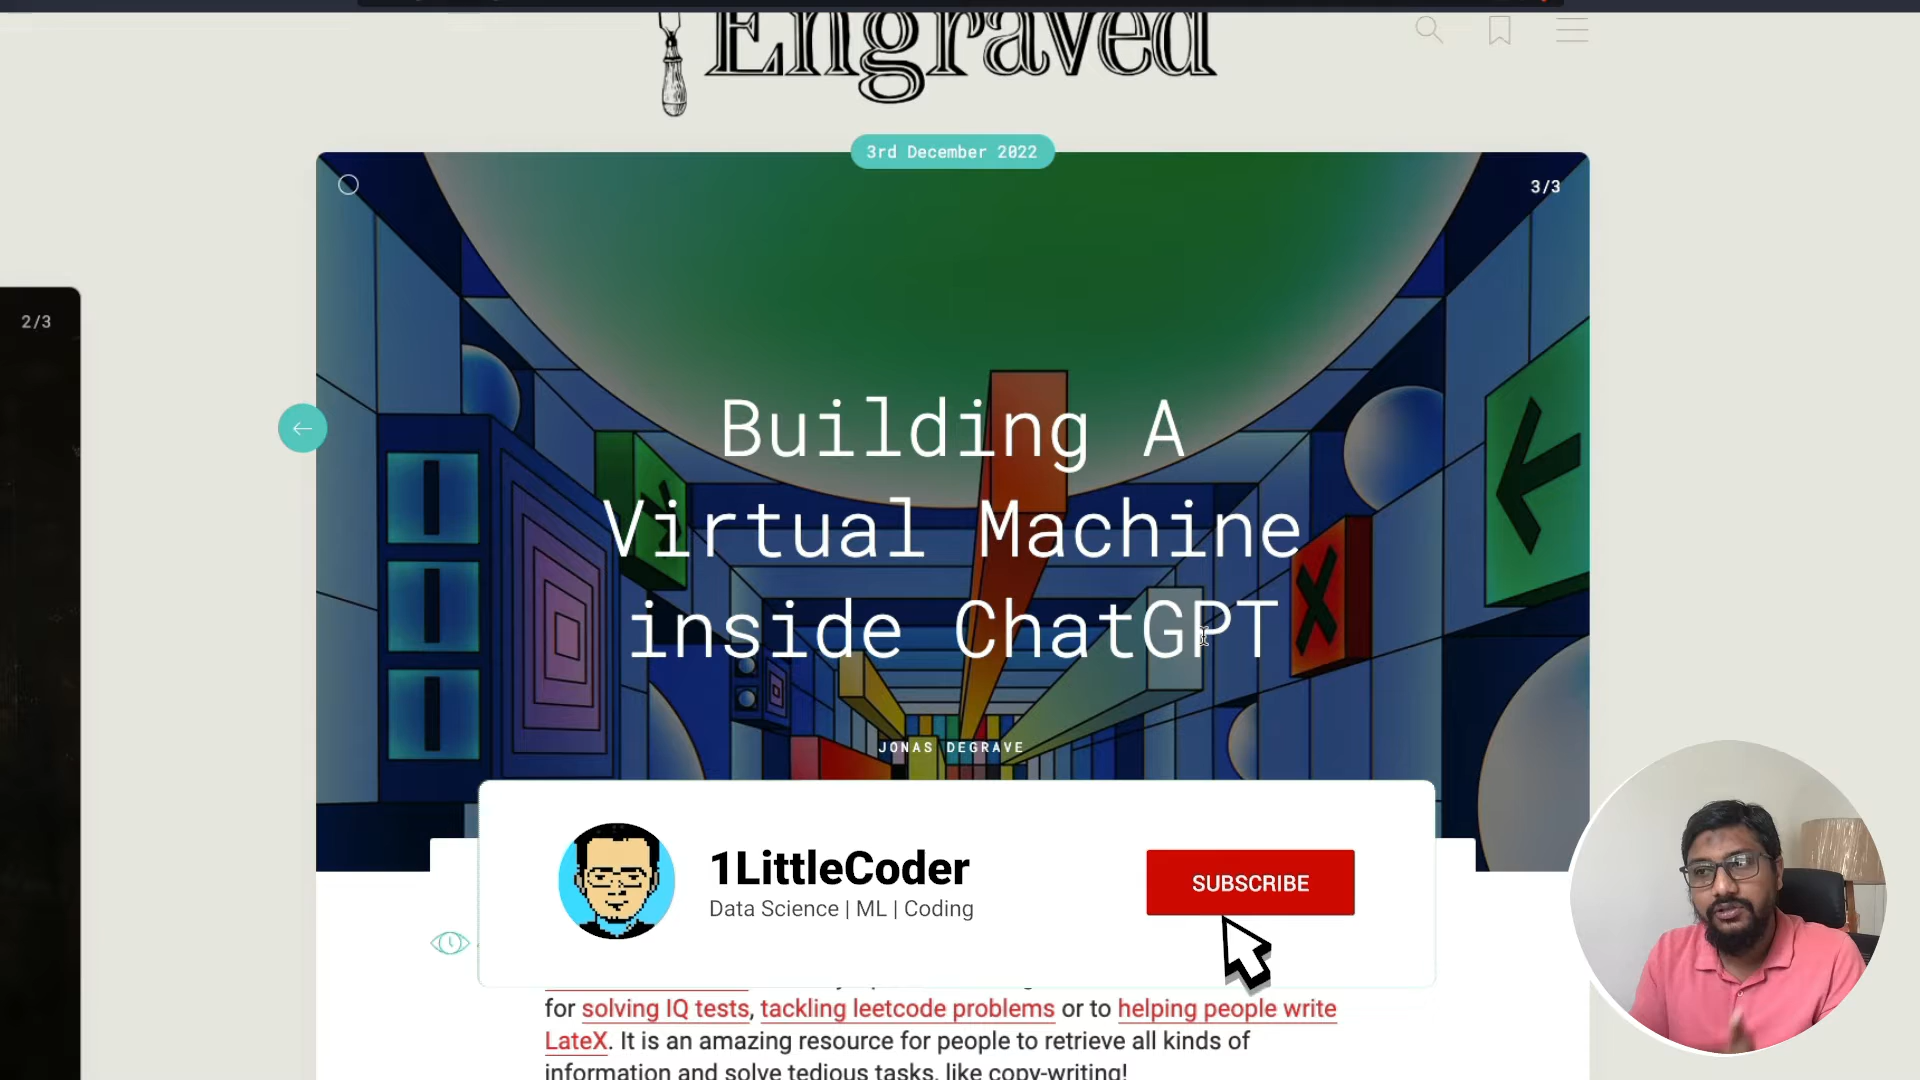 Engraved
3rd December 2022
3/3
2/3
Building A
Virtual Machine
inside ChatGPT
JONAS DEGRAVE
1LittleCoder
Data Science | ML | Coding
SUBSCRIBE
for solving IQ tests, tackling leetcode problems or to helping people write
LateX. It is an amazing resource for people to retrieve all kinds of
information and solve tedious tasks, like copy-writing!